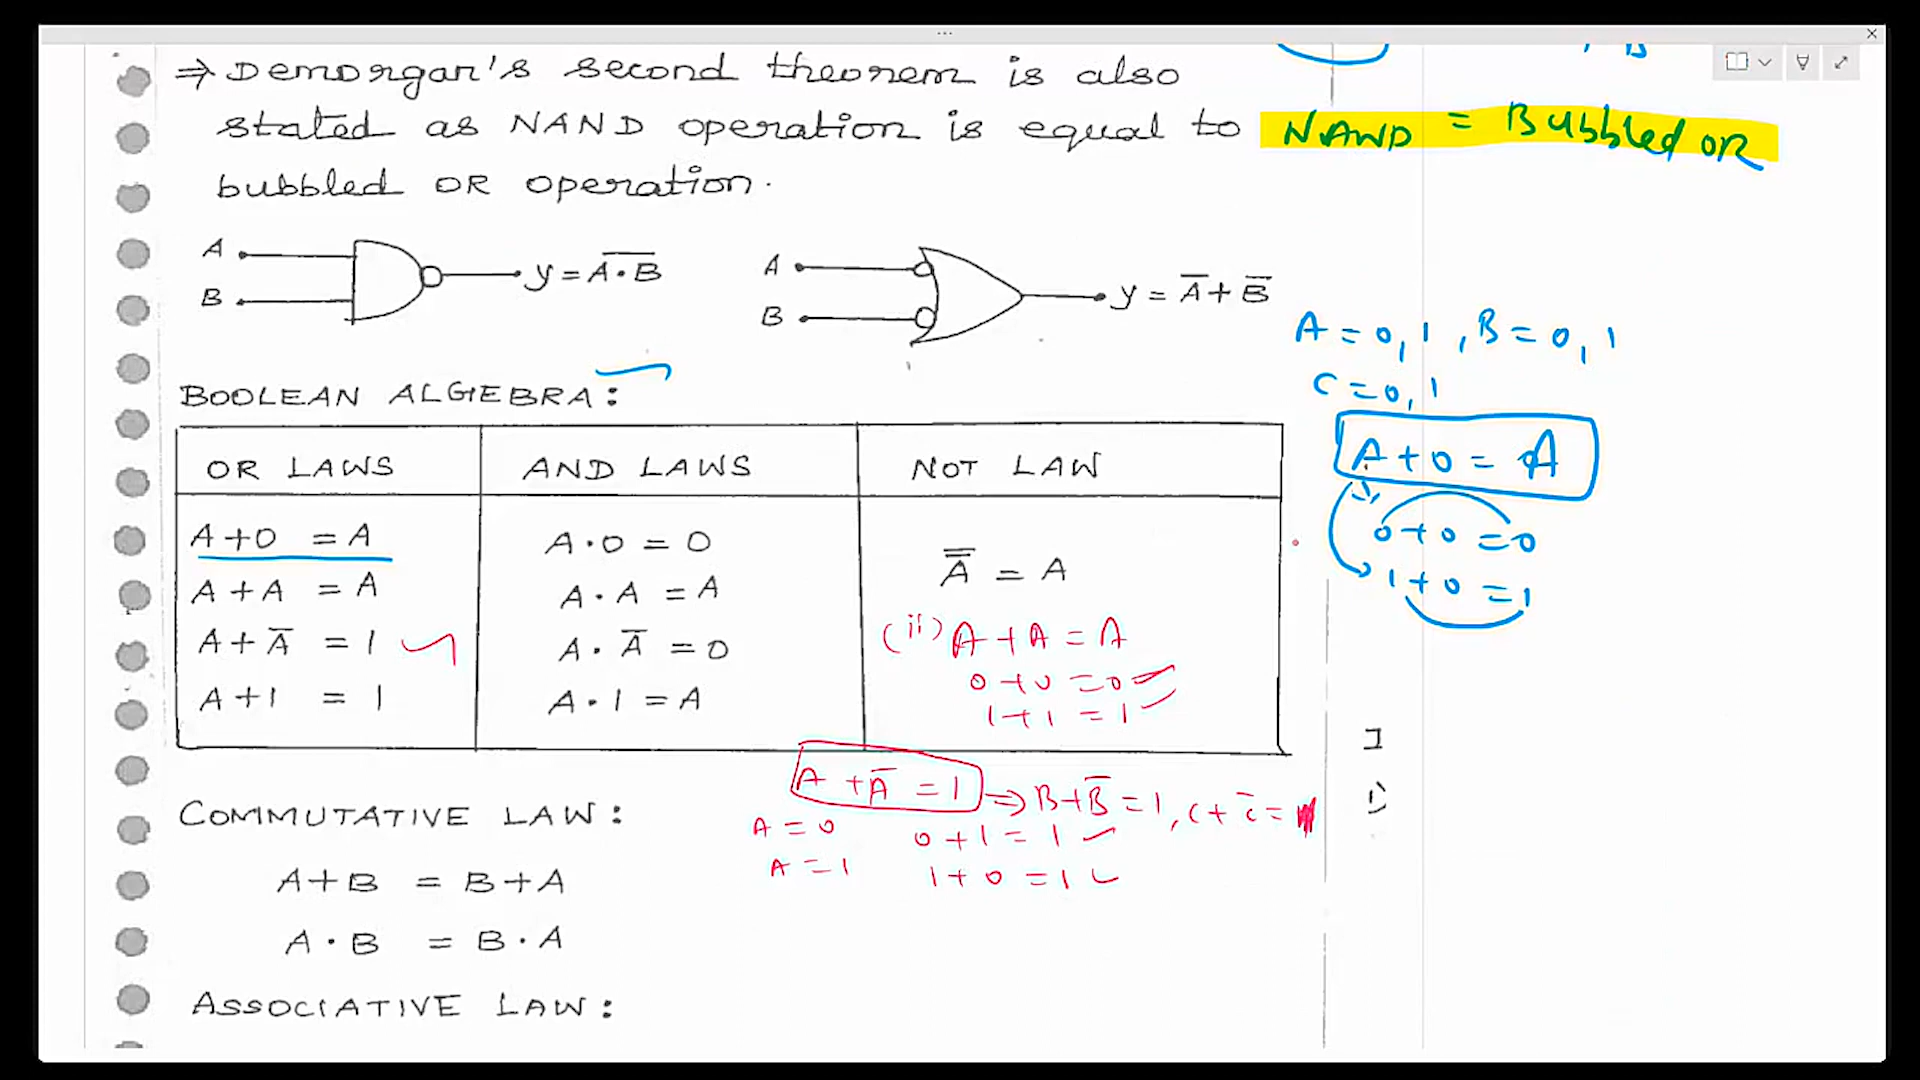 ⇒ Demorgan's second theorem is also
stated as NAND operation is equal to
bubbled OR operation.
NAND = Bubbled OR
B
A
B
y = \overline{A·B}
A
B
y = A̅ + B̅
A = 0, 1 , B = 0, 1
C = 0, 1
A + 0 = A
0 + 0 = 0
1 + 0 = 1
BOOLEAN ALGEBRA:
OR LAWS AND LAWS NOT LAW
A+0 = A
A+A = A
A+A̅ = 1
A+1 = 1
A·0 = 0
A·A = A
A·A̅ = 0
A·1 = A
A̿ = A
(ii) A + A = A
0 + 0 = 0
1 + 1 = 1
A + A̅ = 1 ⇒ B+B̅ = 1, C + C̅ =
A = 0 0 + 1 = 1
A = 1 1 + 0 = 1
COMMUTATIVE LAW:
A+B = B+A
A·B = B·A
ASSOCIATIVE LAW: